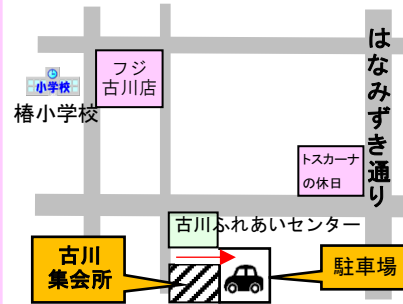 はなみずき通り
フジ
古川店
小学校
椿小学校
トスカーナ
の休日
古川ふれあいセンター
古川
集会所
駐車場